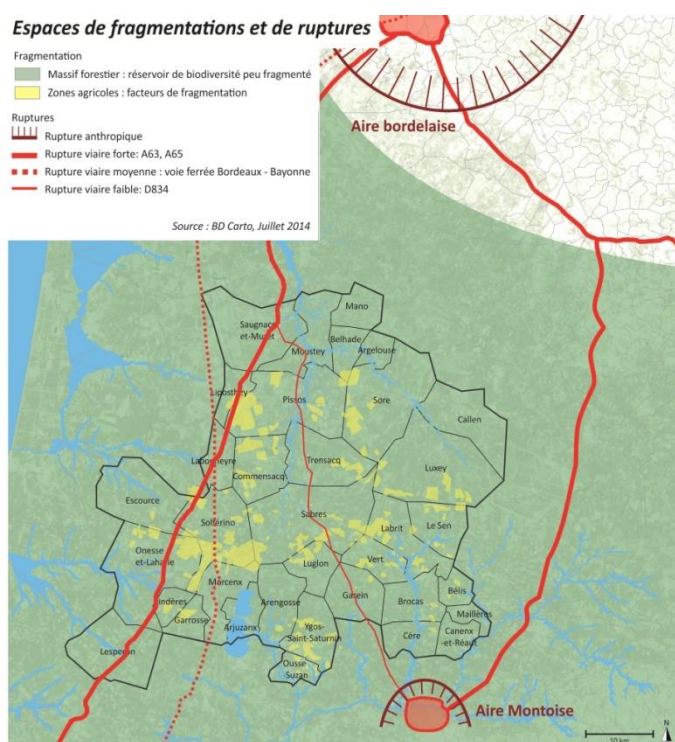 Espaces de fragmentations et de ruptures
Fragmentation
Massif forestier : réservoir de biodiversité peu fragmenté
Zones agricoles : facteurs de fragmentation
Ruptures
Rupture anthropique
Rupture viaire forte: A63, A65
Rupture viaire moyenne : voie ferrée Bordeaux - Bayonne
Rupture viaire faible: D834
Source : BD Carto, Juillet 2014
Aire bordelaise
Mano
Saugnacq
et-Muret
Belhade
Moustey
Argelouse
Liposthey
Pissos
Sore
Callen
Labouheyre
Trensacq
Luxey
Commensacq
Escource
Solférino
Sabres
Labrit
Le Sen
Onesse
et-Laharie
Luglon
Vert
Morcenx
Bélis
Garein
Brocas
Arengosse
Maillères
Garrosse
Arjuzanx
Ygos-
Saint-Saturnin
Cère
Canenx
et-Réaut
Lesperon
Ousse
Suzan
Aire Montoise
N
10 km